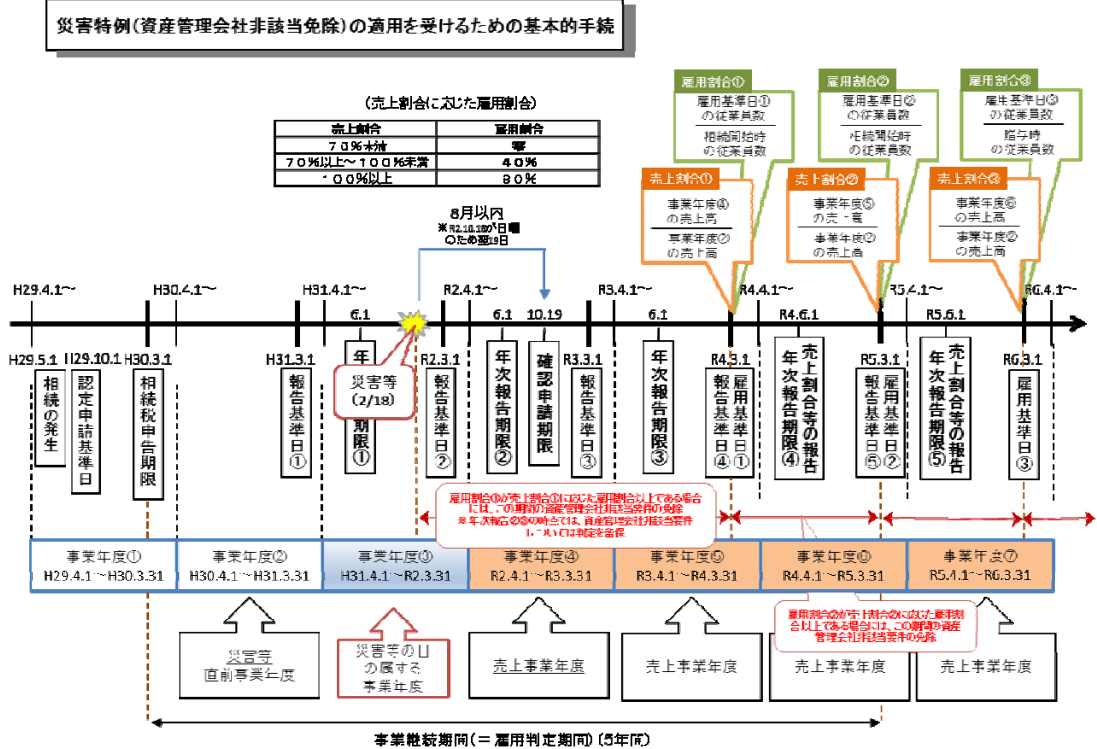 災害特例(資産管理会社非該当免除)の適用を受けるための基本的手続
(売上割合に応じた雇用割合)
売上割合
雇用割合
70%未満
零
70%以上~100%未満
40%
100%以上
80%
雇用割合①
雇用基準日①
の従業員数
相続開始時
の従業員数
雇用割合②
雇用基準日②
の従業員数
相続開始時
の従業員数
雇用割合③
雇用基準日③
の従業員数
贈与時
の従業員数
売上割合①
事業年度④
の売上高
事業年度②
の売上高
売上割合②
事業年度⑤
の売上高
事業年度②
の売上高
売上割合③
事業年度⑥
の売上高
事業年度②
の売上高
8月以内
※R2.10.18が日曜
のため翌19日
H29.4.1~
H30.4.1~
H31.4.1~
R2.4.1~
R3.4.1~
R4.4.1~
R5.4.1~
R6.4.1~
6.1
6.1
10.19
6.1
R4.6.1
R5.6.1
H29.5.1
H29.10.1
H30.3.1
H31.3.1
R2.3.1
R3.3.1
R4.3.1
R5.3.1
R6.3.1
相続の発生
認定申請基準日
相続税申告期限
報告基準日①
期限①
災害等
(2/18)
報告基準日②
年次報告期限②
確認申請期限
報告基準日③
年次報告期限③
報告基準日④
雇用基準日①
売上割合等の報告
年次報告期限④
報告基準日⑤
雇用基準日②
売上割合等の報告
年次報告期限⑤
雇用基準日③
雇用割合①が売上割合①に応じた雇用割合以上である場合
には、この期間の資産管理会社非該当要件の免除
※年次報告②③の時点では、資産管理会社非該当要件
については判定を留保
事業年度①
H29.4.1~H30.3.31
事業年度②
H30.4.1~H31.3.31
事業年度③
H31.4.1~R2.3.31
事業年度④
R2.4.1~R3.3.31
事業年度⑤
R3.4.1~R4.3.31
事業年度⑥
R4.4.1~R5.3.31
事業年度⑦
R5.4.1~R6.3.31
雇用割合②が売上割合②に応じた雇用割
合以上である場合には、この期間の資産
管理会社非該当要件の免除
災害等
直前事業年度
災害等の日
の属する
事業年度
売上事業年度
売上事業年度
売上事業年度
売上事業年度
事業継続期間(=雇用判定期間)(5年間)